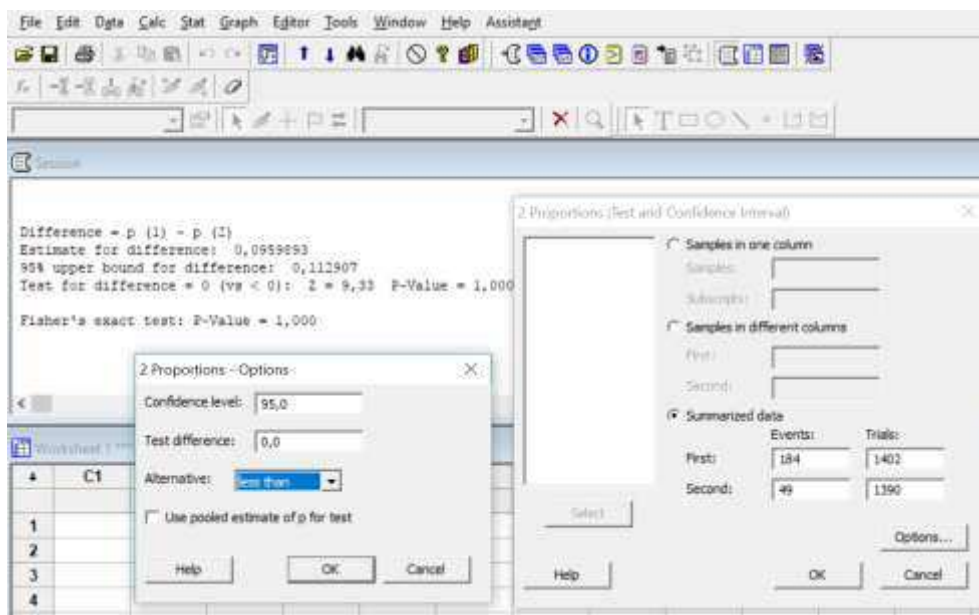 File Edit Data Calc Stat Graph Editor Tools Window Help Assistant
Session
Difference = p (1) - p (2)
Estimate for difference: 0,0959893
95% upper bound for difference: 0,112907
Test for difference = 0 (vs < 0): Z = 9,33 P-Value = 1,000
Fisher's exact test: P-Value = 1,000
2 Proportions (Test and Confidence Interval)
Samples in one column
Samples:
Subscripts:
Samples in different columns
First:
Second:
Summarized data
Events: Trials:
First: 184 1402
Second: 49 1390
Select
Options...
Help OK Cancel
2 Proportions - Options
Confidence level: 95,0
Test difference: 0,0
Alternative: less than
Use pooled estimate of p for test
Help OK Cancel
Worksheet 1 ***
C1
1
2
3
4